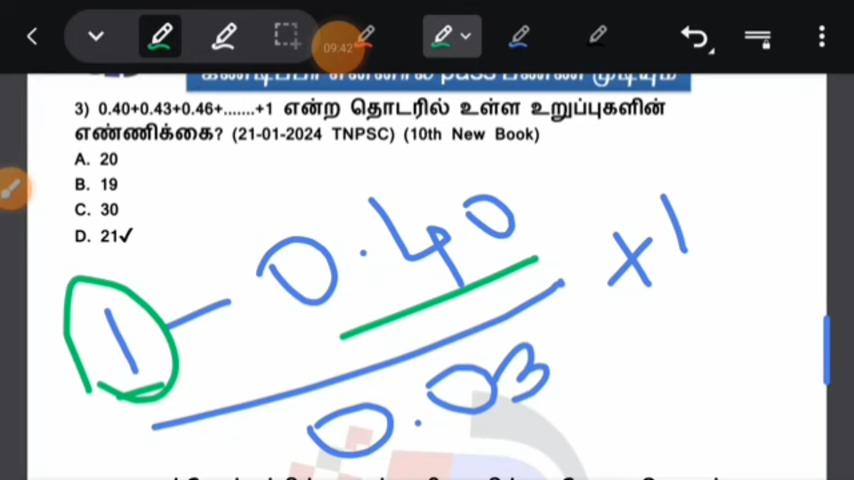 09.42
3) 0.40+0.43+0.46+.......+1 என்ற தொடரில் உள்ள உறுப்புகளின்
எண்ணிக்கை? (21-01-2024 TNPSC) (10th New Book)
A. 20
B. 19
C. 30
D. 21✓
1 - 0.40 +1
0.03